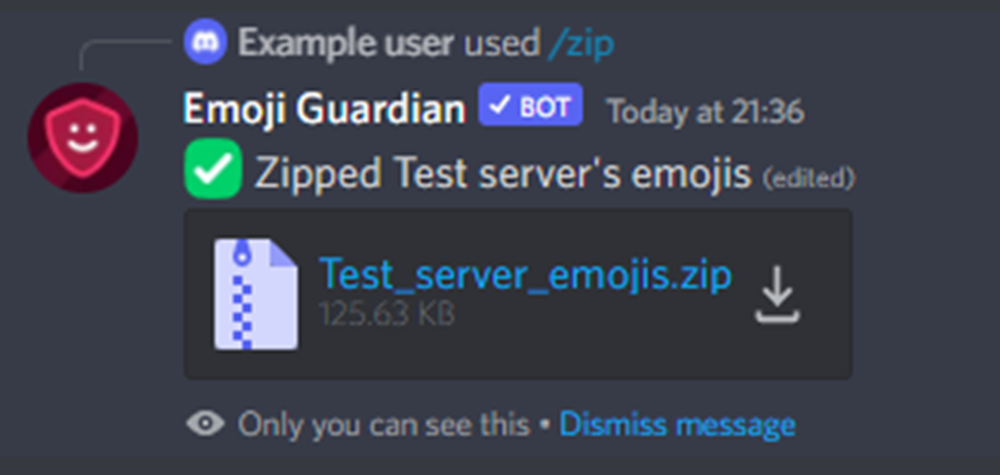 Example user used /zip
Emoji Guardian ✓ BOT Today at 21:36
✅ Zipped Test server's emojis (edited)
Test_server_emojis.zip
125.63 KB
Only you can see this • Dismiss message